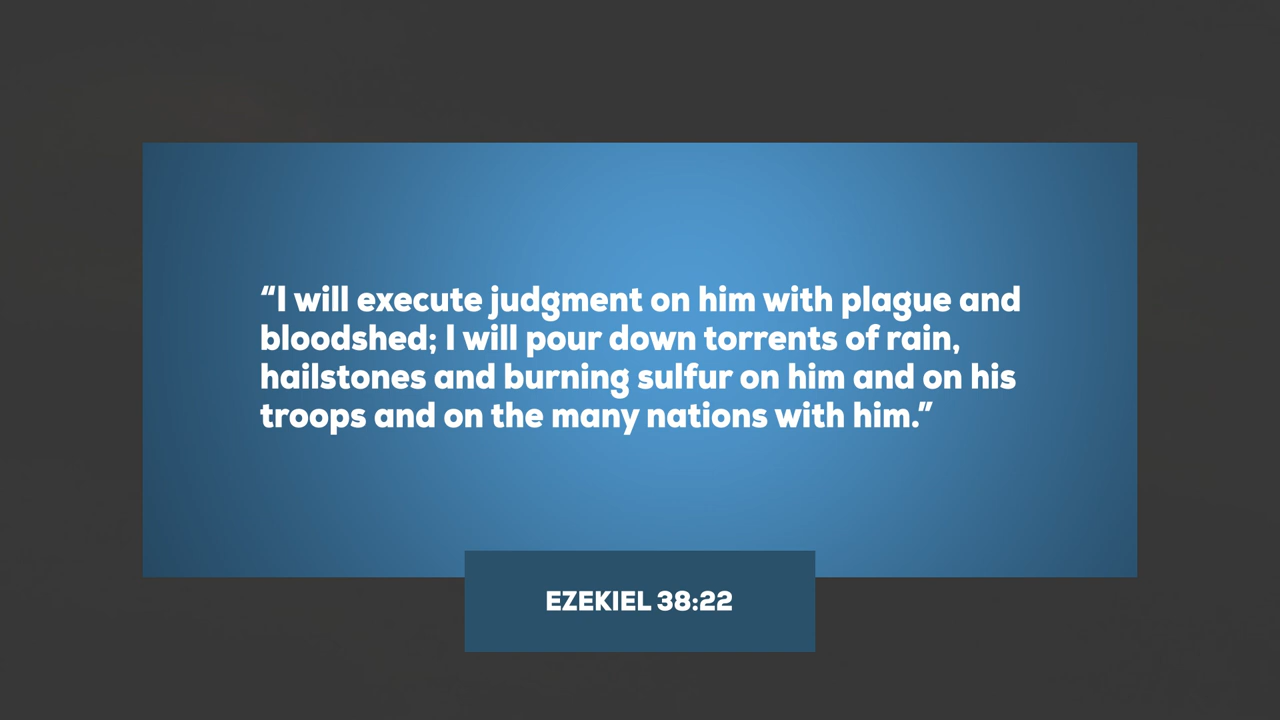 “I will execute judgment on him with plague and
bloodshed; I will pour down torrents of rain,
hailstones and burning sulfur on him and on his
troops and on the many nations with him.”
EZEKIEL 38:22